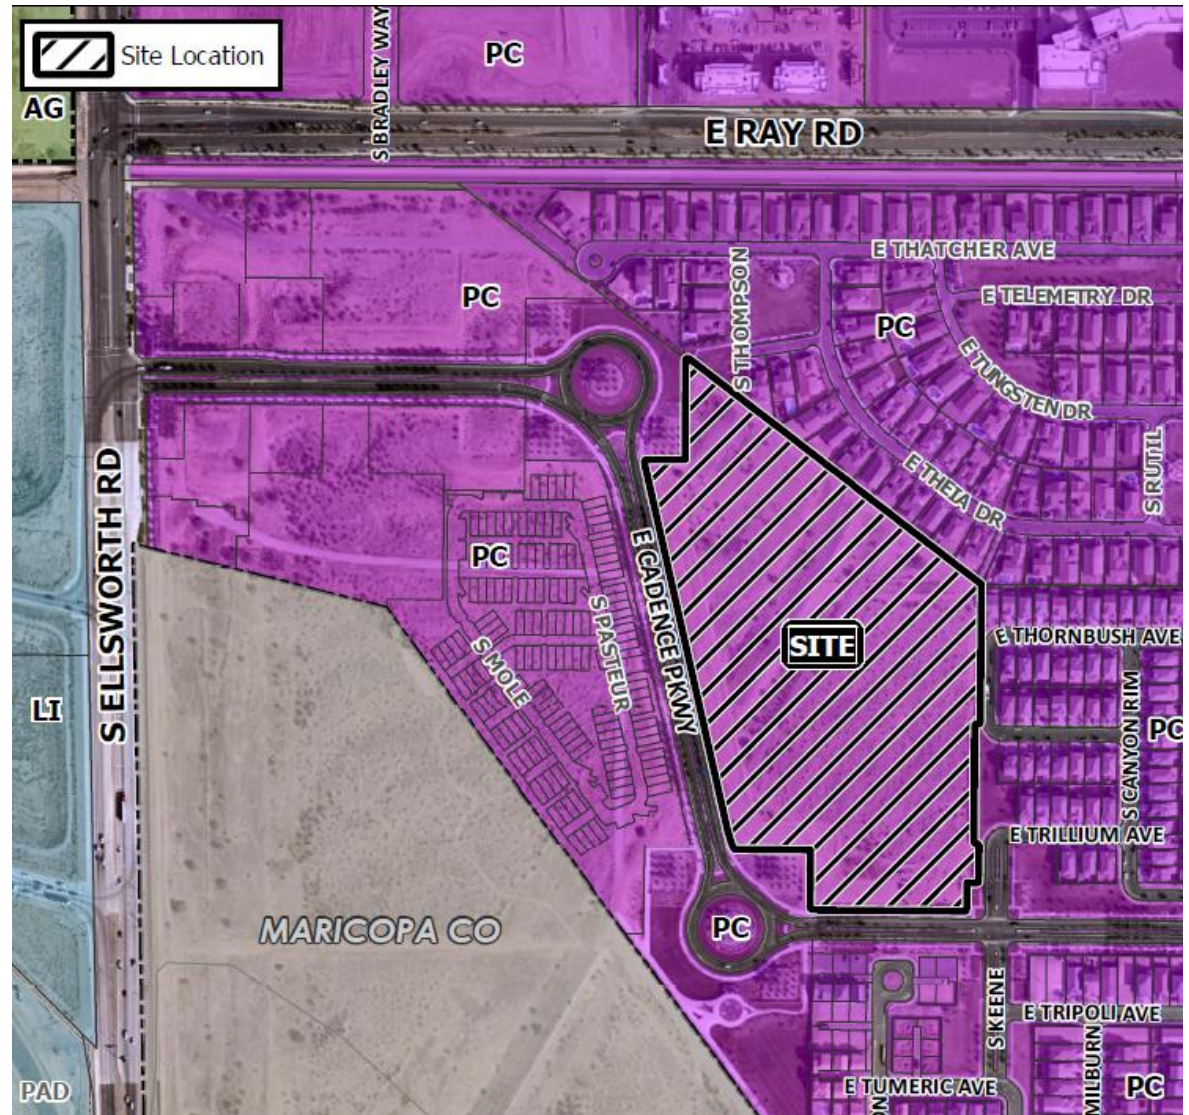 Site Location
AG
S BRADLEY WAY
PC
E RAY RD
E THATCHER AVE
S THOMPSON
E TELEMETRY DR
PC
PC
E TUNGSTEN DR
S RUTIL
E THEIA DR
S ELLSWORTH RD
PC
E CADENCE PKWY
S PASTEUR
S MOLE
SITE
E THORNBUSH AVE
LI
S CANYON RIM
PC
E TRILLIUM AVE
MARICOPA CO
PC
S KEENE
E TRIPOLI AVE
MILBURN
PAD
E TUMERIC AVE
PC